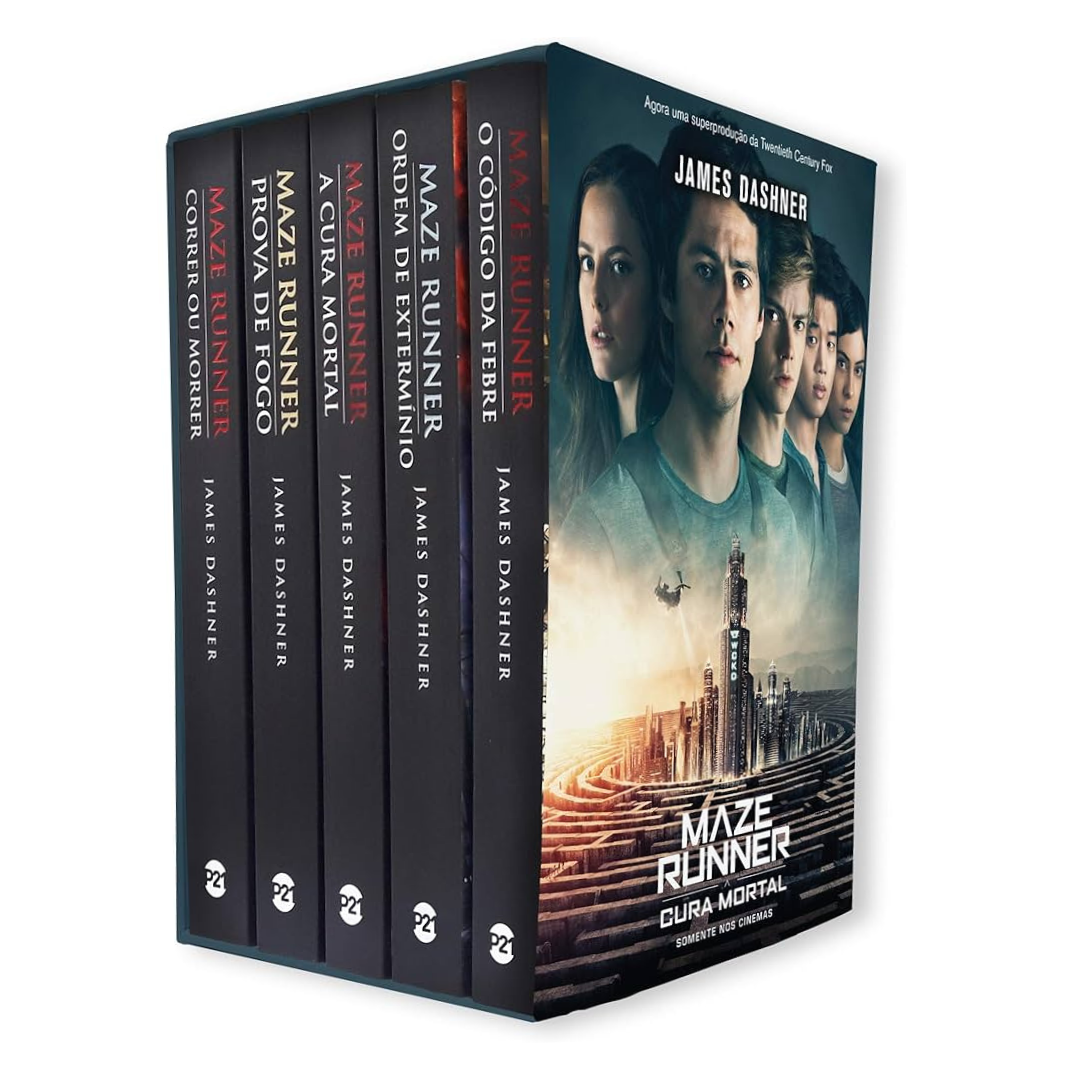 MAZE RUNNER
CORRER OU MORRER
JAMES DASHNER
P21
MAZE RUNNER
PROVA DE FOGO
JAMES DASHNER
P21
MAZE RUNNER
A CURA MORTAL
JAMES DASHNER
P21
MAZE RUNNER
ORDEM DE EXTERMÍNIO
JAMES DASHNER
P21
MAZE RUNNER
O CÓDIGO DA FEBRE
JAMES DASHNER
P21
Agora uma superprodução da Twentieth Century Fox
JAMES DASHNER
WCKD
MAZE
RUNNER
A
CURA MORTAL
SOMENTE NOS CINEMAS